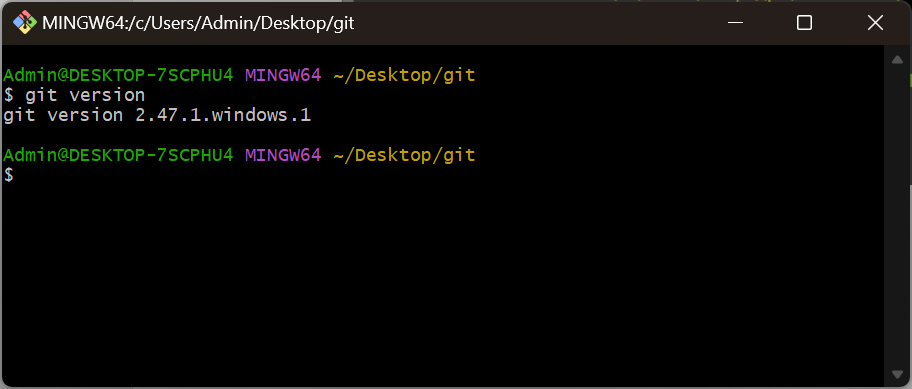 MINGW64:/c/Users/Admin/Desktop/git
Admin@DESKTOP-7SCPHU4 MINGW64 ~/Desktop/git
$ git version
git version 2.47.1.windows.1
Admin@DESKTOP-7SCPHU4 MINGW64 ~/Desktop/git
$